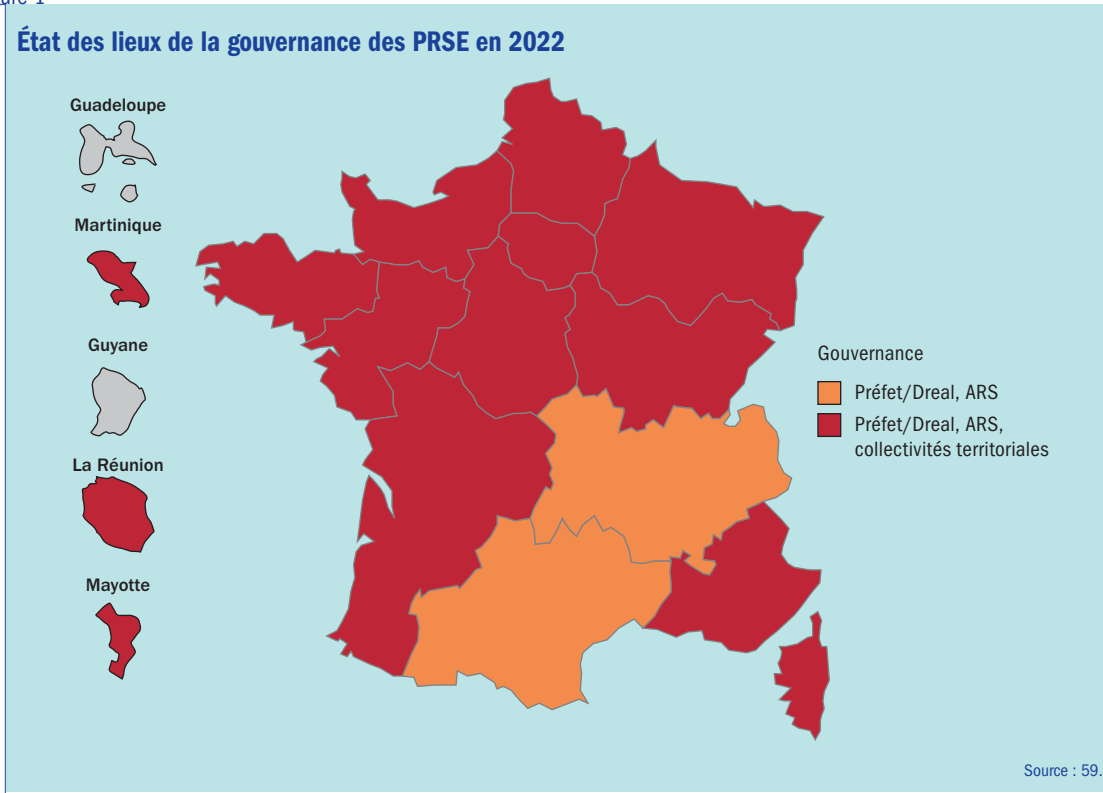 État des lieux de la gouvernance des PRSE en 2022
Guadeloupe
Martinique
Guyane
La Réunion
Mayotte
Gouvernance
Préfet/Dreal, ARS
Préfet/Dreal, ARS,
collectivités territoriales
Source : 59.